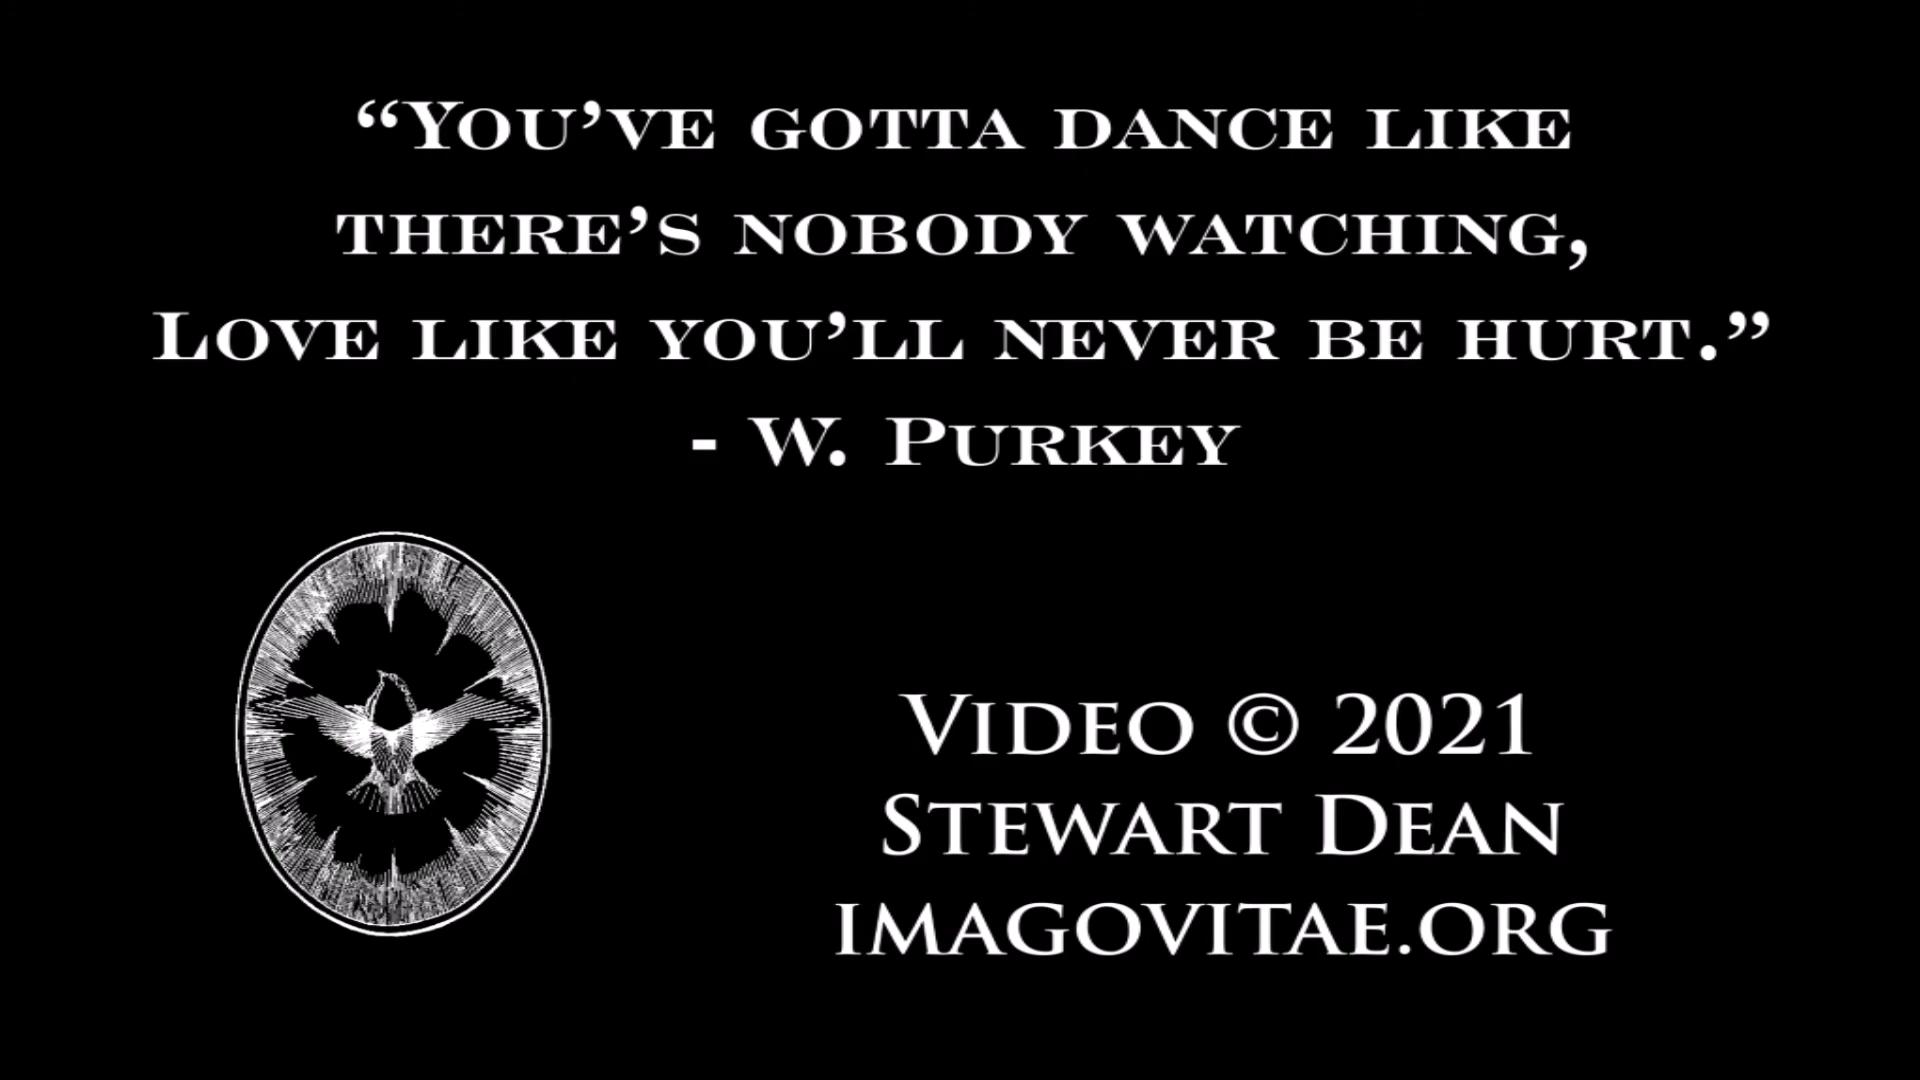 “You’ve gotta dance like
there’s nobody watching,
Love like you’ll never be hurt.”
- W. Purkey
Video © 2021
Stewart Dean
imagovitae.org